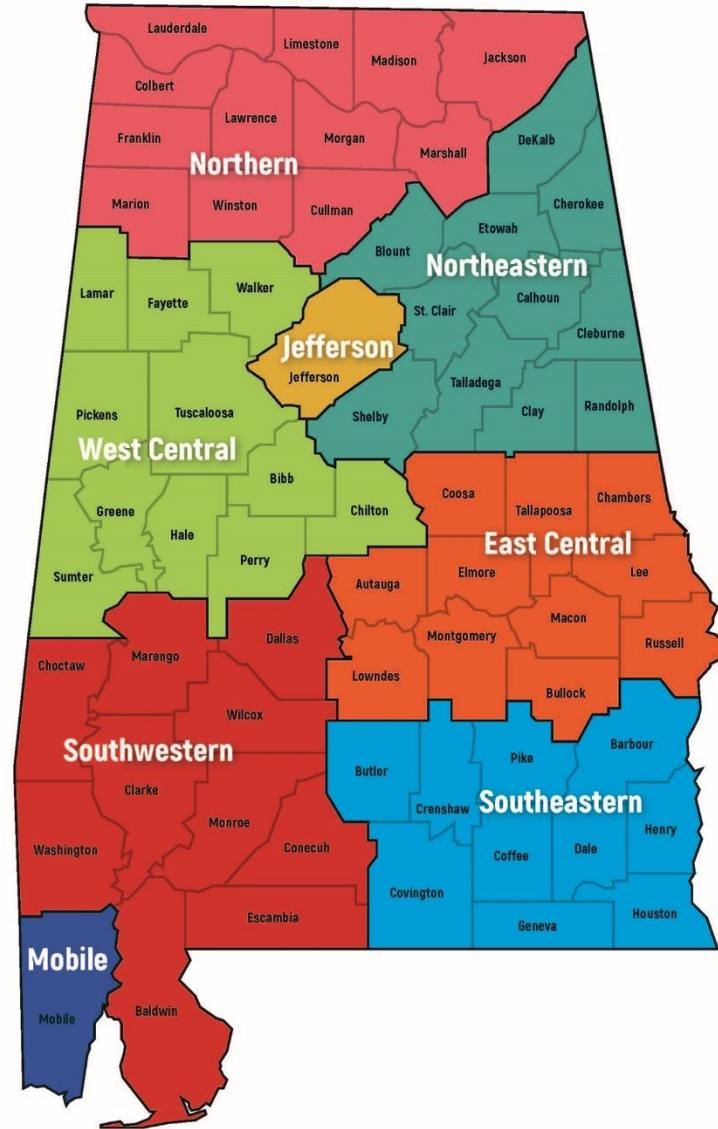 Lauderdale
Limestone
Madison
Jackson
Colbert
Lawrence
Franklin
Morgan
Marshall
DeKalb
Northern
Marion
Winston
Cullman
Cherokee
Etowah
Blount
Northeastern
Lamar
Fayette
Walker
Calhoun
St. Clair
Cleburne
Jefferson
Jefferson
Talladega
Pickens
Tuscaloosa
Shelby
Clay
Randolph
West Central
Bibb
Coosa
Tallapoosa
Chambers
Greene
Hale
Chilton
East Central
Sumter
Perry
Autauga
Elmore
Lee
Macon
Dallas
Montgomery
Russell
Choctaw
Marengo
Lowndes
Bullock
Wilcox
Southwestern
Butler
Pike
Barbour
Clarke
Crenshaw
Southeastern
Monroe
Henry
Washington
Conecuh
Coffee
Dale
Covington
Escambia
Geneva
Houston
Mobile
Mobile
Baldwin